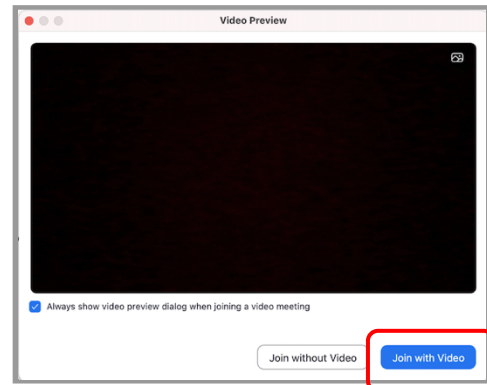 Video Preview
Always show video preview dialog when joining a video meeting
Join without Video
Join with Video